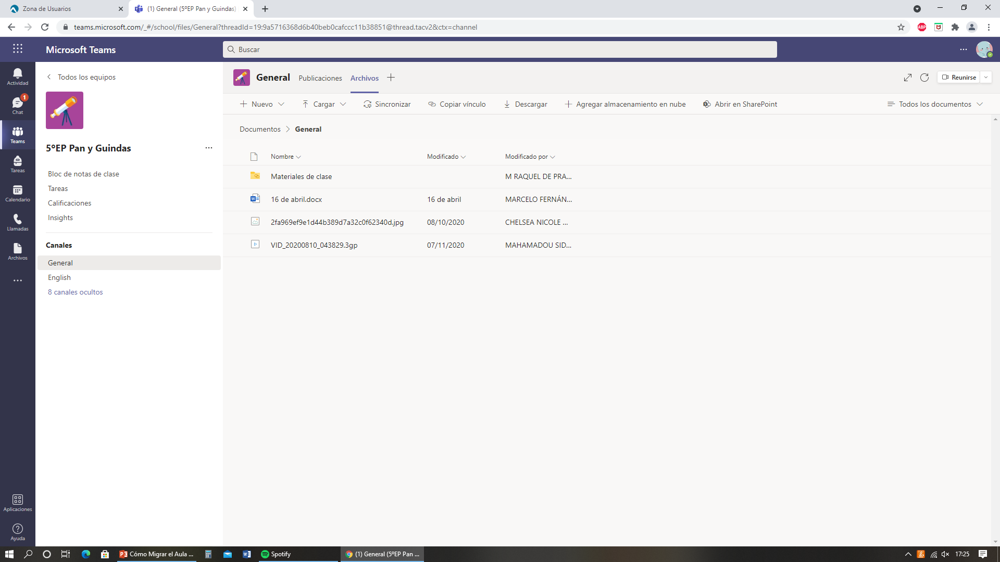 Zona de Usuarios
(1) General (5ºEP Pan y Guindas)
teams.microsoft.com/_#/school/files/General?threadId=19:9a5716368d6b40beb0cafccc11b38851@thread.tacv2&ctx=channel
ABP
Microsoft Teams
Buscar
Actividad
Chat
1
Teams
Tareas
Calendario
Llamadas
Archivos
Aplicaciones
Ayuda
Todos los equipos
5ºEP Pan y Guindas
Bloc de notas de clase
Tareas
Calificaciones
Insights
Canales
General
English
8 canales ocultos
General Publicaciones Archivos
Reunirse
Nuevo Cargar Sincronizar Copiar vínculo Descargar Agregar almacenamiento en nube Abrir en SharePoint Todos los documentos
Documentos > General
Nombre Modificado Modificado por
Materiales de clase M RAQUEL DE PRA...
16 de abril.docx 16 de abril MARCELO FERNÁN...
2fa969ef9e1d44b389d7a32c0f62340d.jpg 08/10/2020 CHELSEA NICOLE ...
VID_20200810_043829.3gp 07/11/2020 MAHAMADOU SID...
Cómo Migrar el Aula ...
Spotify
(1) General (5ºEP Pan ...
17:25